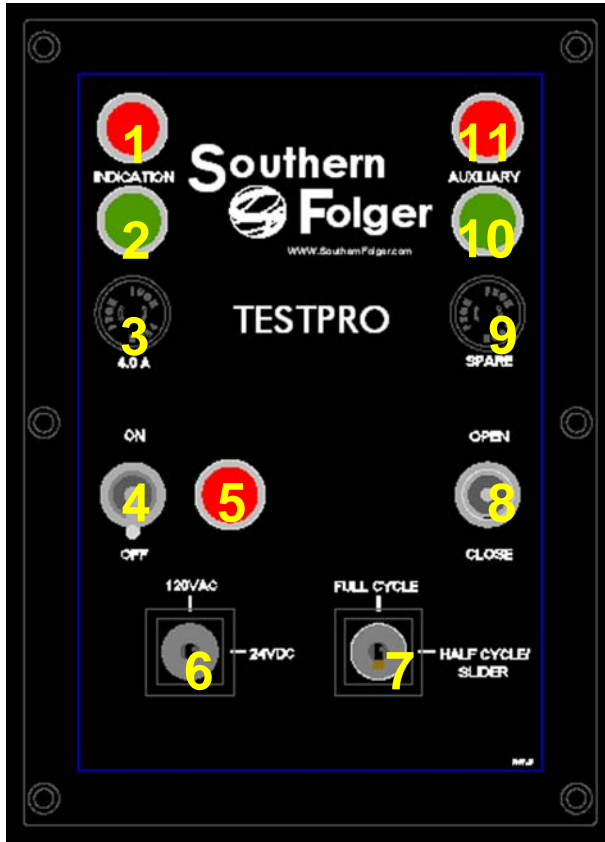 1
11
INDICATION
Southern
AUXILIARY
2
Folger
10
WWW.SouthernFolger.com
3
TESTPRO
9
4.0 A
SPARE
ON
OPEN
4
5
8
OFF
CLOSE
120VAC
FULL CYCLE
6
24VDC
7
HALF CYCLE/
SLIDER